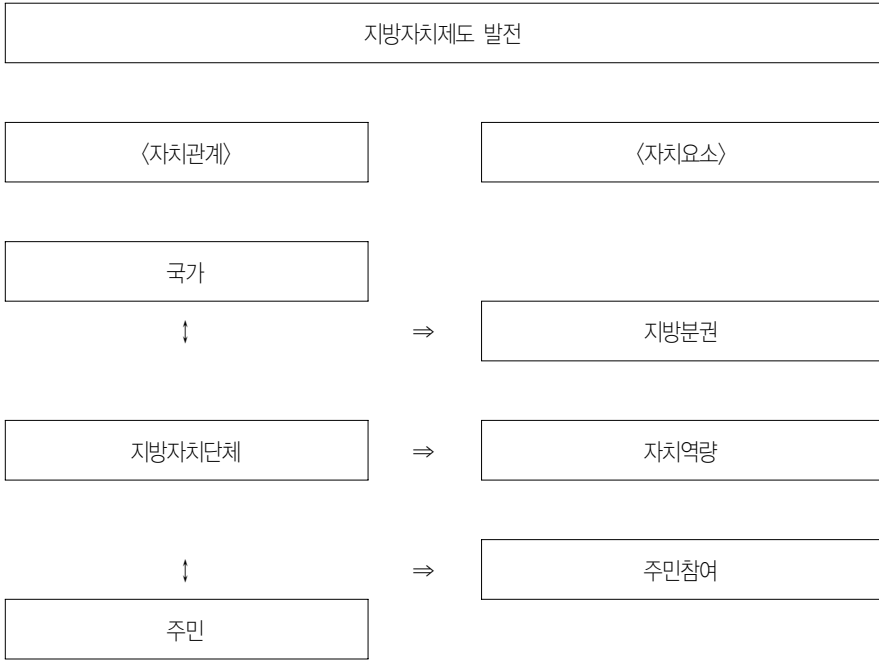 지방자치제도 발전
〈자치관계〉 〈자치요소〉
국가
↕ ⇒ 지방분권
지방자치단체 ⇒ 자치역량
↕ ⇒ 주민참여
주민